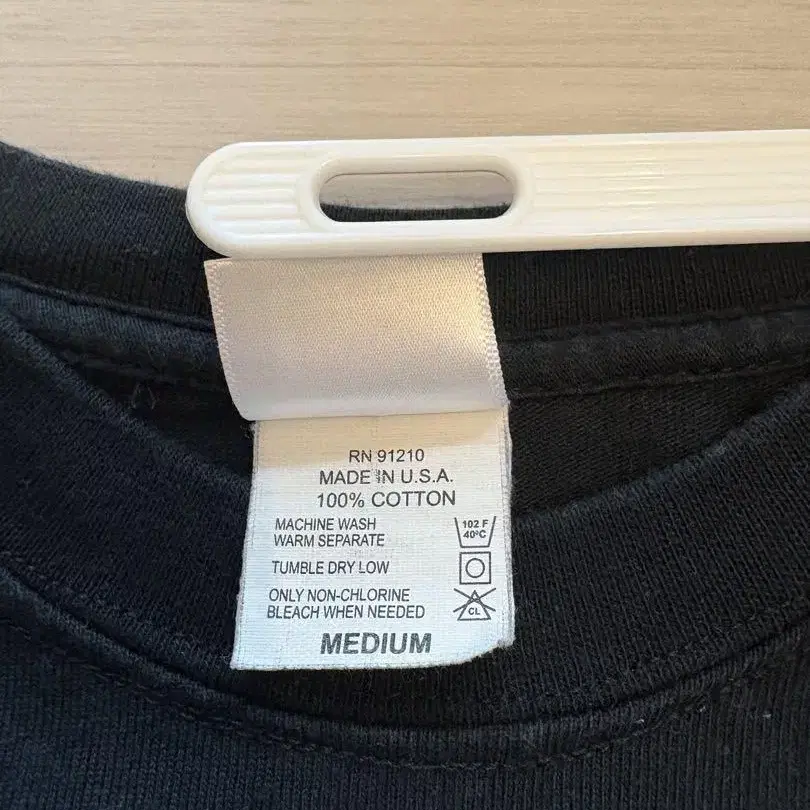 RN 91210
MADE IN U.S.A.
100% COTTON
MACHINE WASH
WARM SEPARATE
102 F
40°C
TUMBLE DRY LOW
ONLY NON-CHLORINE
BLEACH WHEN NEEDED
CL
MEDIUM